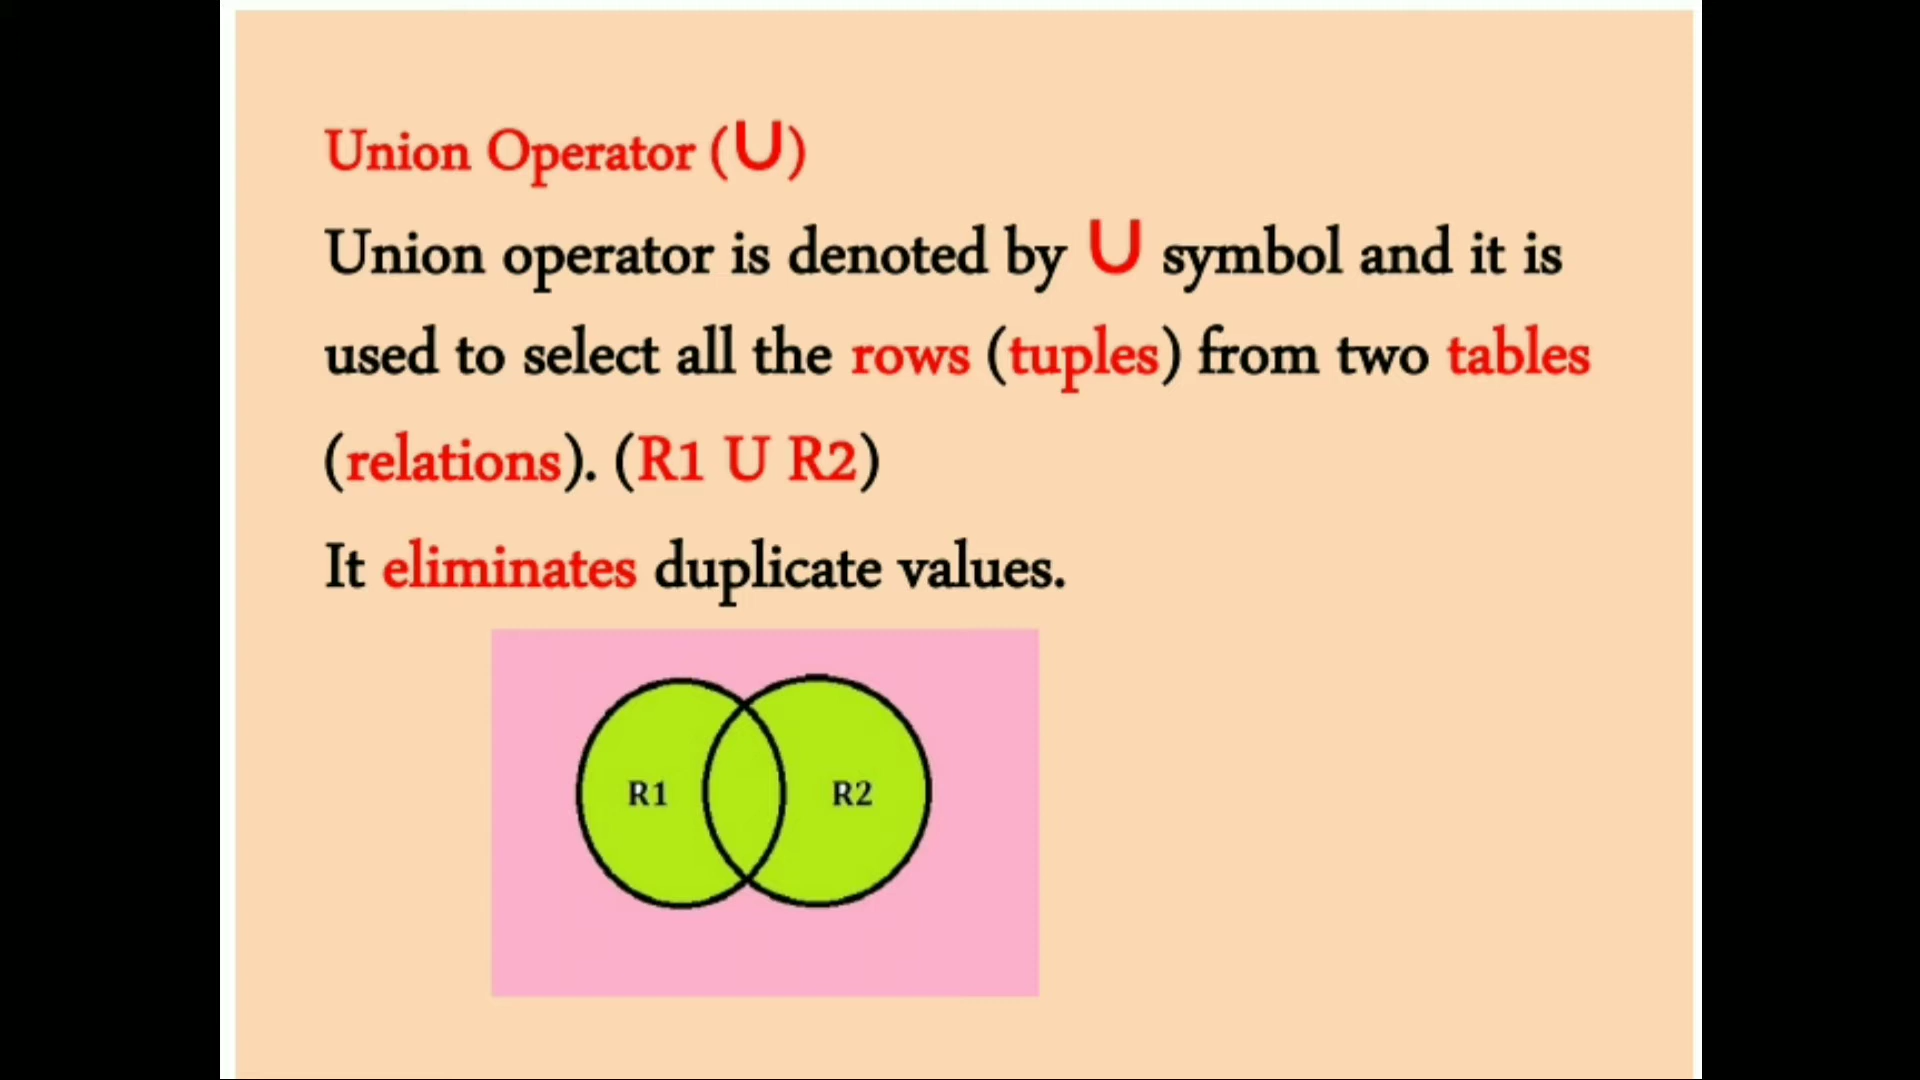 Union Operator (∪)
Union operator is denoted by ∪ symbol and it is
used to select all the rows (tuples) from two tables
(relations). (R1 U R2)
It eliminates duplicate values.
R1 R2